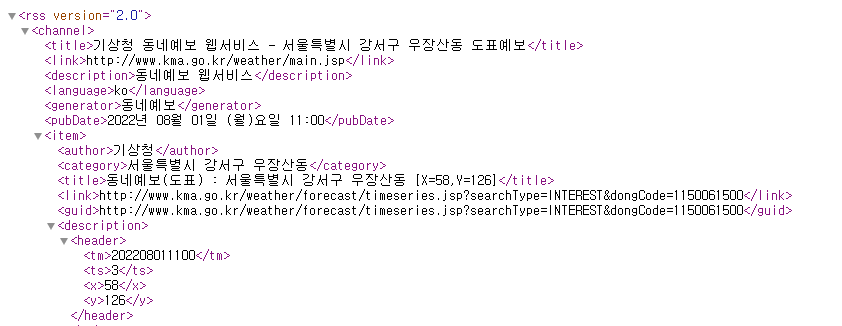 <rss version="2.0">
<channel>
<title>기상청 동네예보 웹서비스 - 서울특별시 강서구 우장산동 도표예보</title>
<link>http://www.kma.go.kr/weather/main.jsp</link>
<description>동네예보 웹서비스</description>
<language>ko</language>
<generator>동네예보</generator>
<pubDate>2022년 08월 01일 (월)요일 11:00</pubDate>
<item>
<author>기상청</author>
<category>서울특별시 강서구 우장산동</category>
<title>동네예보(도표) : 서울특별시 강서구 우장산동 [X=58,Y=126]</title>
<link>http://www.kma.go.kr/weather/forecast/timeseries.jsp?searchType=INTEREST&dongCode=1150061500</link>
<guid>http://www.kma.go.kr/weather/forecast/timeseries.jsp?searchType=INTEREST&dongCode=1150061500</guid>
<description>
<header>
<tm>202208011100</tm>
<ts>3</ts>
<x>58</x>
<y>126</y>
</header>